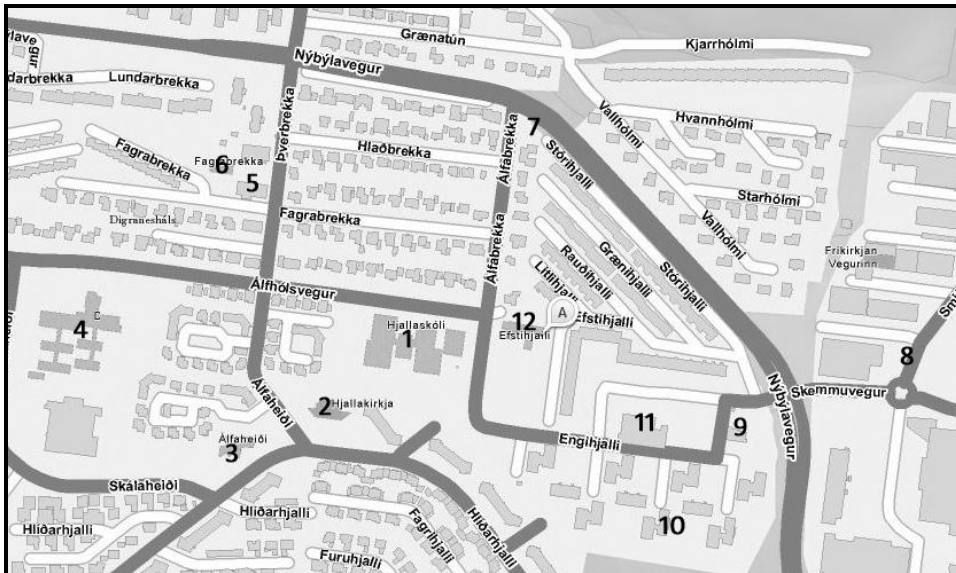 Grænatún
Kjarrhólmi
Nýbýlavegur
Lundarbrekka
Þverbrekka
Vallhólmi
Hvannhólmi
7
Hlaðbrekka
Álfabrekka
Stórihjalli
Fagrabrekka
6
Fagrabrekka
5
Starhólmi
Digranesháls
Fagrabrekka
Álfabrekka
Vallhólmi
Grænihjalli
Rauðihjalli
Litlihjalli
Fríkirkjan
Vegurinn
Álfhólsvegur
Stórihjalli
4
Hjallaskóli
1
12
A
Efstihjalli
Efstihjalli
8
Álfaheiði
2
Hjallakirkja
Skemmuvegur
Nýbýlavegur
11
9
Álfaheiði
3
Engihjalli
Skálaheiði
Hlíðarhjalli
Hlíðarhjalli
Hlíðarhjalli
Fagrihjalli
10
Furuhjalli